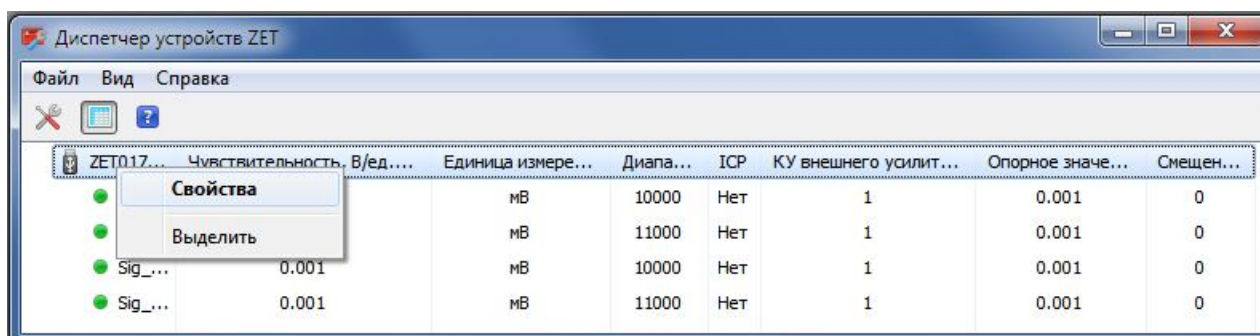 Диспетчер устройств ZET
Файл Вид Справка
ZET017... Чувствительность, В/ед.... Единица измере... Диапа... ICP КУ внешнего усилит... Опорное значе... Смещен...
Свойства
мВ 10000 Нет 1 0.001 0
Выделить
мВ 11000 Нет 1 0.001 0
Sig_... 0.001 мВ 10000 Нет 1 0.001 0
Sig_... 0.001 мВ 11000 Нет 1 0.001 0